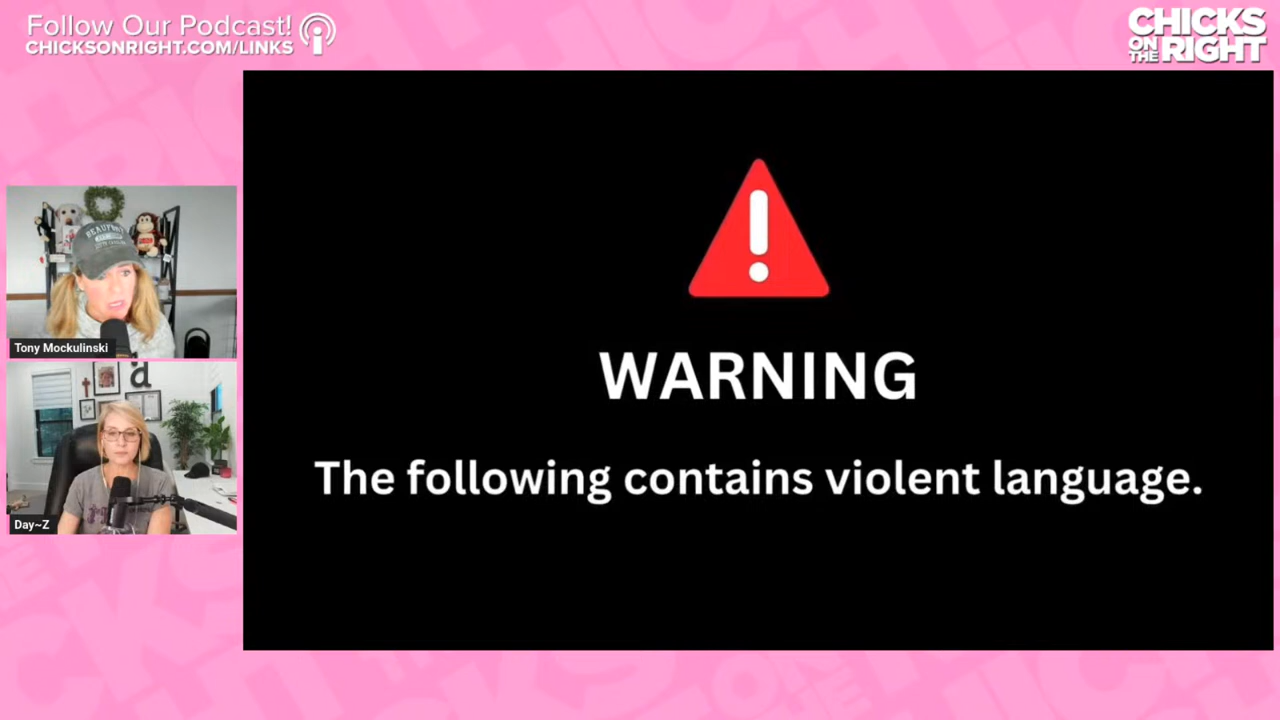 Follow Our Podcast!
CHICKSONRIGHT.COM/LINKS
CHICKS
ON THE RIGHT
WARNING
The following contains violent language.
BEAUFORT
Tony Mockulinski
a
Day~Z